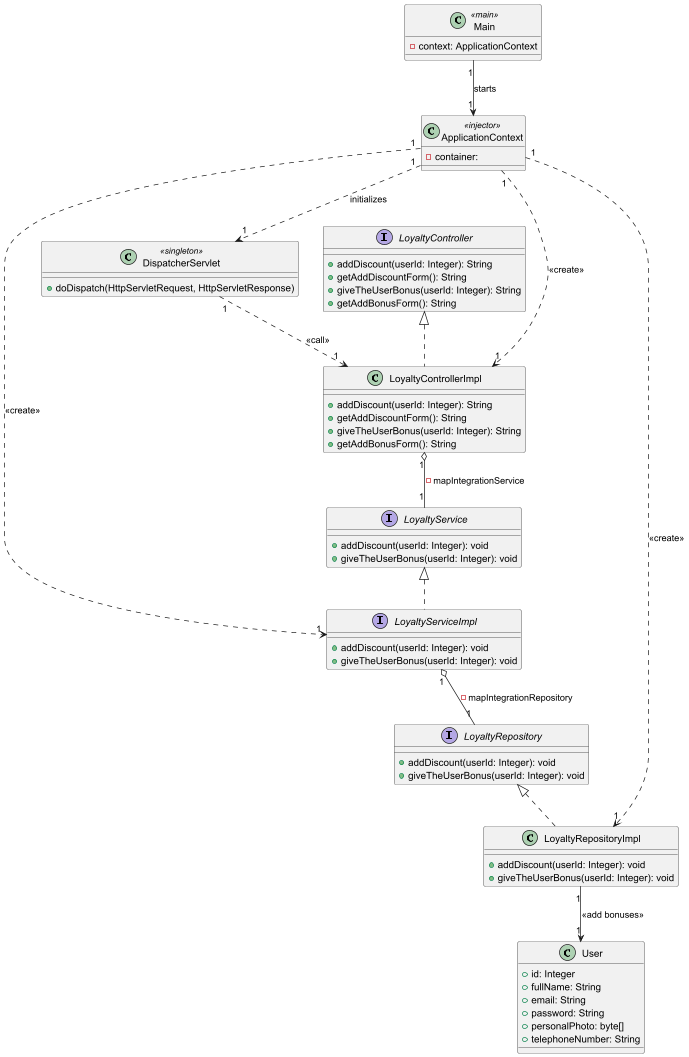 C
«main»
Main
context: ApplicationContext
1
starts
1
C
«injector»
ApplicationContext
container:
1
1
1
1
initializes
1
C
«singleton»
DispatcherServlet
doDispatch(HttpServletRequest, HttpServletResponse)
1
I
LoyaltyController
addDiscount(userId: Integer): String
getAddDiscountForm(): String
giveTheUserBonus(userId: Integer): String
getAddBonusForm(): String
«create»
«call»
1
1
C
LoyaltyControllerImpl
addDiscount(userId: Integer): String
getAddDiscountForm(): String
giveTheUserBonus(userId: Integer): String
getAddBonusForm(): String
«create»
1
mapIntegrationService
1
I
LoyaltyService
addDiscount(userId: Integer): void
giveTheUserBonus(userId: Integer): void
«create»
1
I
LoyaltyServiceImpl
addDiscount(userId: Integer): void
giveTheUserBonus(userId: Integer): void
1
mapIntegrationRepository
1
I
LoyaltyRepository
addDiscount(userId: Integer): void
giveTheUserBonus(userId: Integer): void
1
C
LoyaltyRepositoryImpl
addDiscount(userId: Integer): void
giveTheUserBonus(userId: Integer): void
1
«add bonuses»
1
C
User
id: Integer
fullName: String
email: String
password: String
personalPhoto: byte[]
telephoneNumber: String